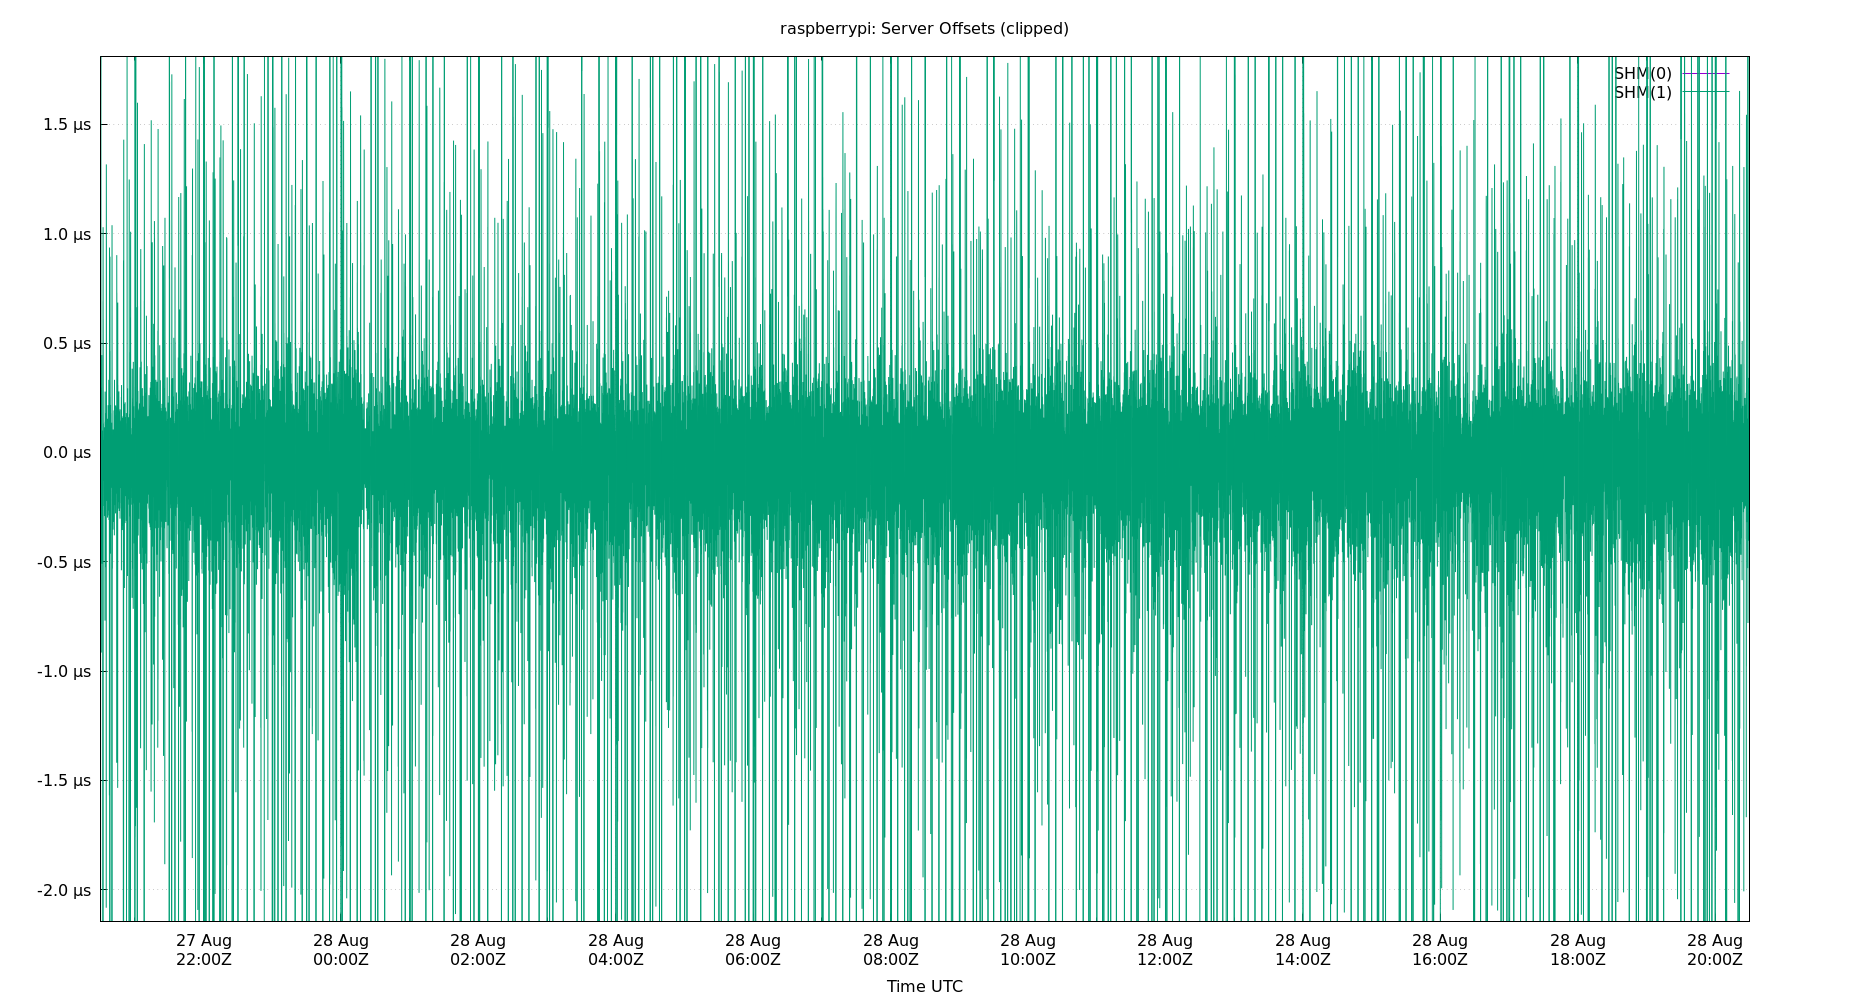 raspberrypi: Server Offsets (clipped)
SHM(0)
SHM(1)
1.5 µs
1.0 µs
0.5 µs
0.0 µs
-0.5 µs
-1.0 µs
-1.5 µs
-2.0 µs
27 Aug 28 Aug 28 Aug 28 Aug 28 Aug 28 Aug 28 Aug 28 Aug 28 Aug 28 Aug 28 Aug 28 Aug
22:00Z 00:00Z 02:00Z 04:00Z 06:00Z 08:00Z 10:00Z 12:00Z 14:00Z 16:00Z 18:00Z 20:00Z
Time UTC